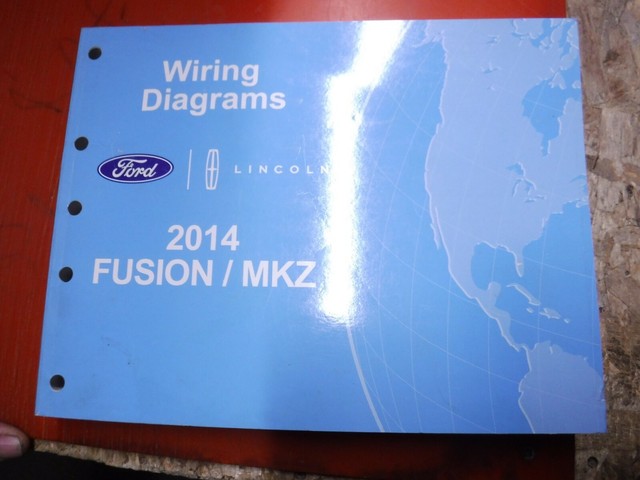 Wiring
Diagrams
Ford LINCOLN
2014
FUSION / MKZ